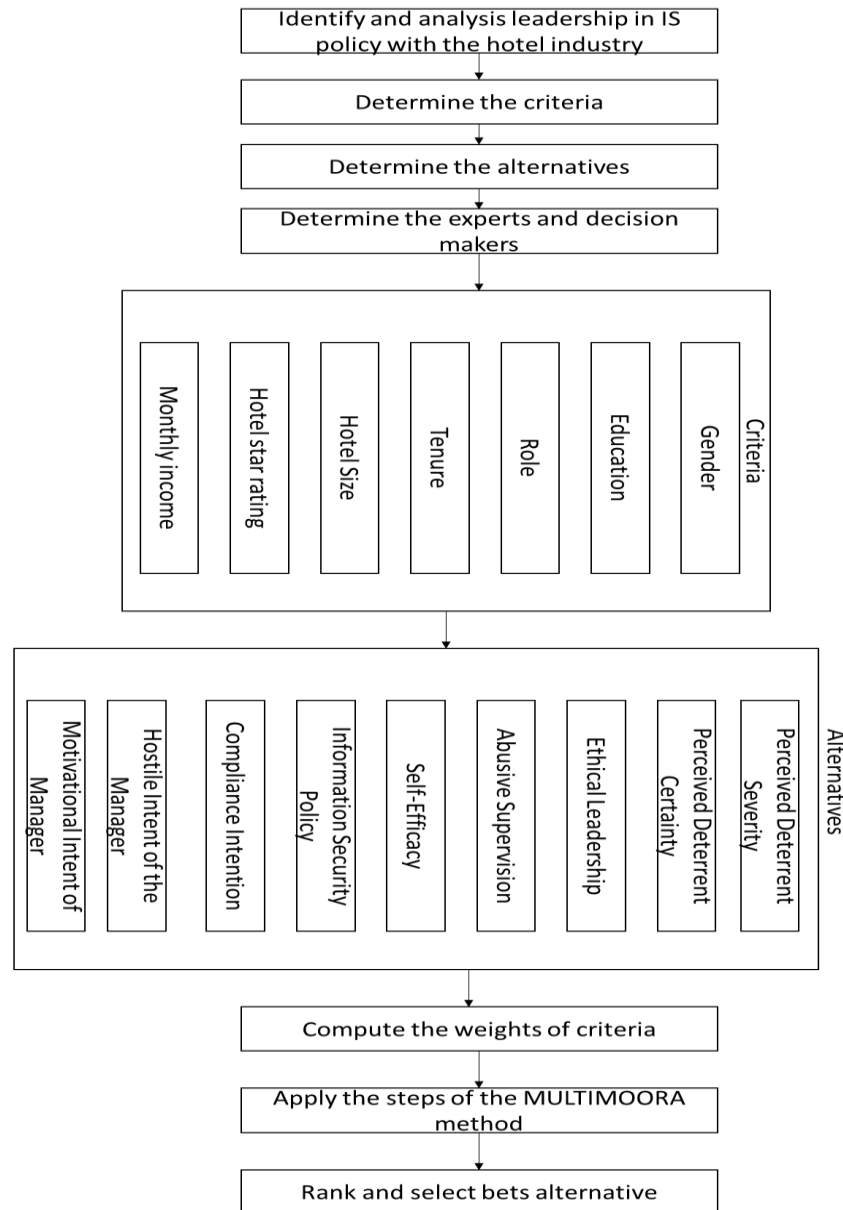 Identify and analysis leadership in IS
policy with the hotel industry
Determine the criteria
Determine the alternatives
Determine the experts and decision
makers
Criteria
Gender
Education
Role
Tenure
Hotel Size
Hotel star rating
Monthly income
Alternatives
Perceived Deterrent
Severity
Perceived Deterrent
Certainty
Ethical Leadership
Abusive Supervision
Self-Efficacy
Information Security
Policy
Compliance Intention
Hostile Intent of the
Manager
Motivational Intent of
Manager
Compute the weights of criteria
Apply the steps of the MULTIMOORA
method
Rank and select bets alternative